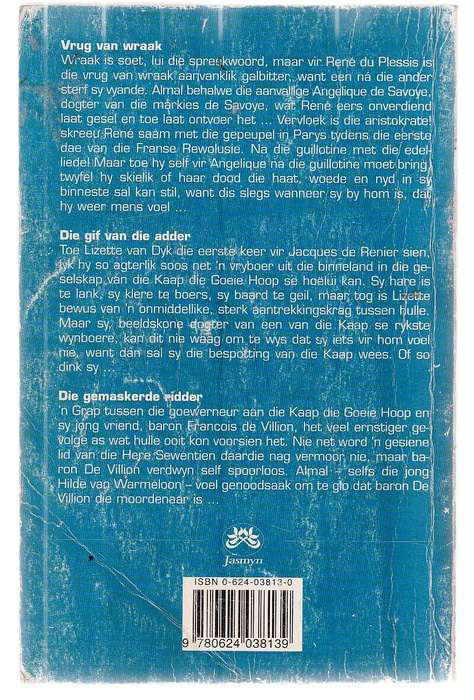 Vrug van wraak
Wraak is soet, lui die spreekwoord, maar vir René du Plessis is
die vrug van wraak aanvanklik galbitter, want een ná die ander
sterf sy vyande. Almal behalwe die aanvallige Angelique de Savoye,
dogter van die markies de Savoye, wat René eers onverdiend
laat gesel en toe laat ontvoer het ... Vervloek is die aristokrate!
skreeu René saam met die gepeupel in Parys tydens die eerste
dae van die Franse Rewolusie. Na die guillotine met die edel-
liede! Maar toe hy self vir Angelique na die guillotine moet bring,
twyfel hy skielik of haar dood die haat, woede en nyd in sy
binneste sal kan stil, want dis slegs wanneer sy by hom is, dat
hy weer mens voel ...
Die gif van die adder
Toe Lizette van Dyk die eerste keer vir Jacques de Renier sien,
lyk hy so agterlik soos net 'n vryboer uit die binneland in die ge-
selskap van die Kaap die Goeie Hoop se hoëlui kan. Sy hare is
te lank, sy klere te boers, sy baard te geil, maar tog is Lizette
bewus van 'n onmiddellike, sterk aantrekkingskrag tussen hulle.
Maar sy, beeldskone dogter van een van die Kaap se rykste
wynboere, kan dit nie waag om te wys dat sy iets vir hom voel
nie, want dan sal sy die bespotting van die Kaap wees. Of so
dink sy ...
Die gemaskerde ridder
'n Grap tussen die goewerneur aan die Kaap die Goeie Hoop en
sy jong vriend, baron Francois de Villion, het veel ernstiger ge-
volge as wat hulle ooit kon voorsien het. Nie net word 'n gesiene
lid van die Here Sewentien daardie nag vermoor nie, maar ba-
ron De Villion verdwyn self spoorloos. Almal – selfs die jong
Hilde van Warmeloon – voel genoodsaak om te glo dat baron De
Villion die moordenaar is ...
Jasmyn
ISBN 0-624-03813-0
9 780624 038139